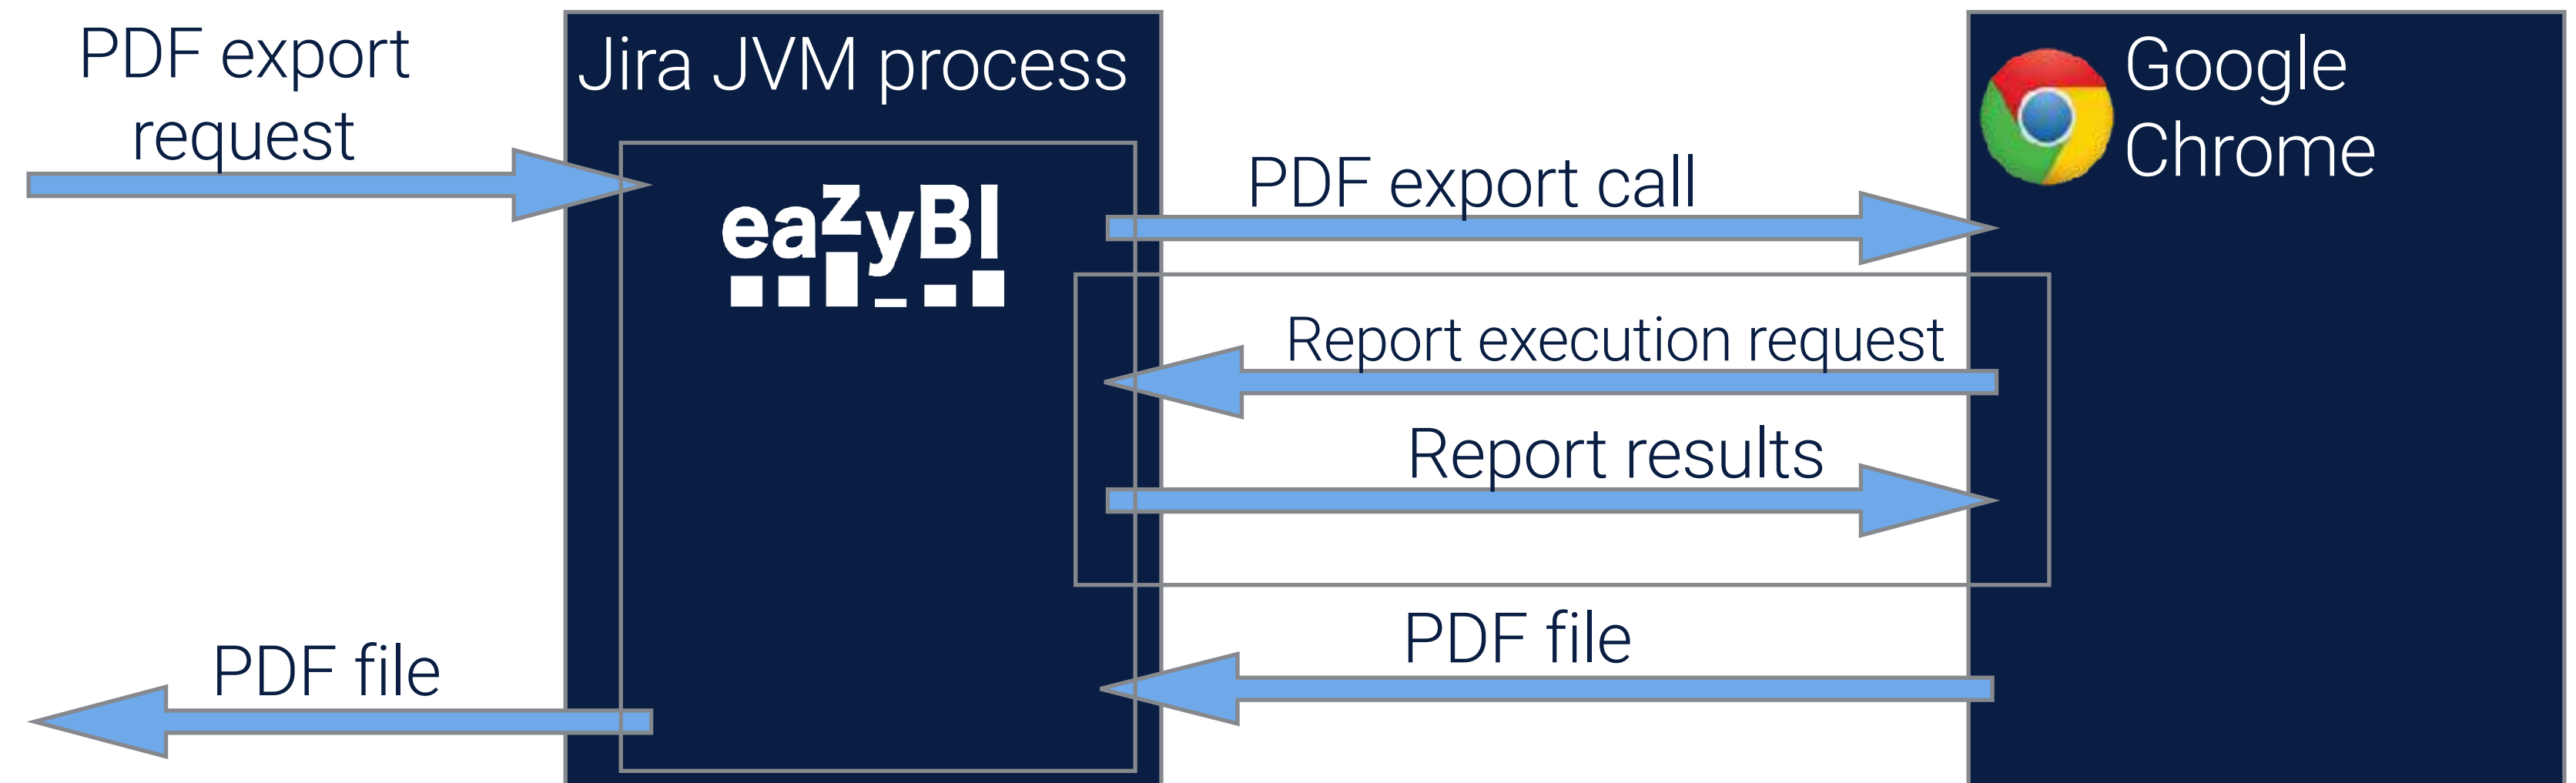 PDF export
request
Jira JVM process
eazyBI
Google
Chrome
PDF export call
Report execution request
Report results
PDF file
PDF file